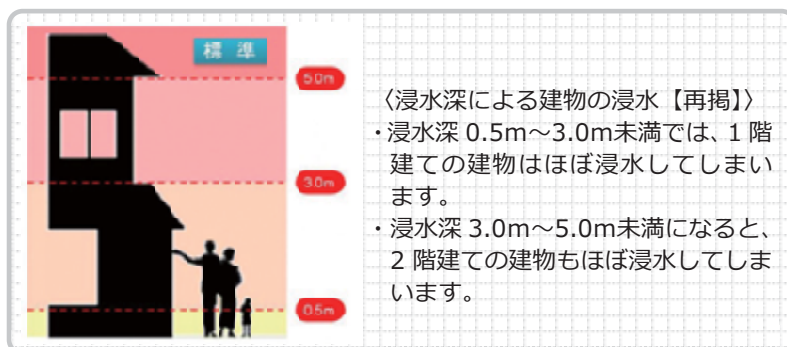 標 準
5.0m
3.0m
0.5m
〈浸水深による建物の浸水【再掲】〉
・浸水深 0.5m～3.0m未満では、1 階
建ての建物はほぼ浸水してしまい
ます。
・浸水深 3.0m～5.0m未満になると、
2 階建ての建物もほぼ浸水してしま
います。